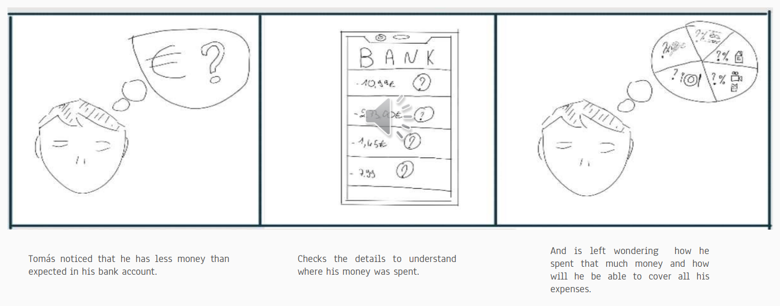 € ?
BANK
- 10,99€ ?
?
- 1,45€ ?
- 7,99 ?
?%
?% 
?%
Tomás noticed that he has less money than
expected in his bank account.
Checks the details to understand
where his money was spent.
And is left wondering how he
spent that much money and how
will he be able to cover all his
expenses.